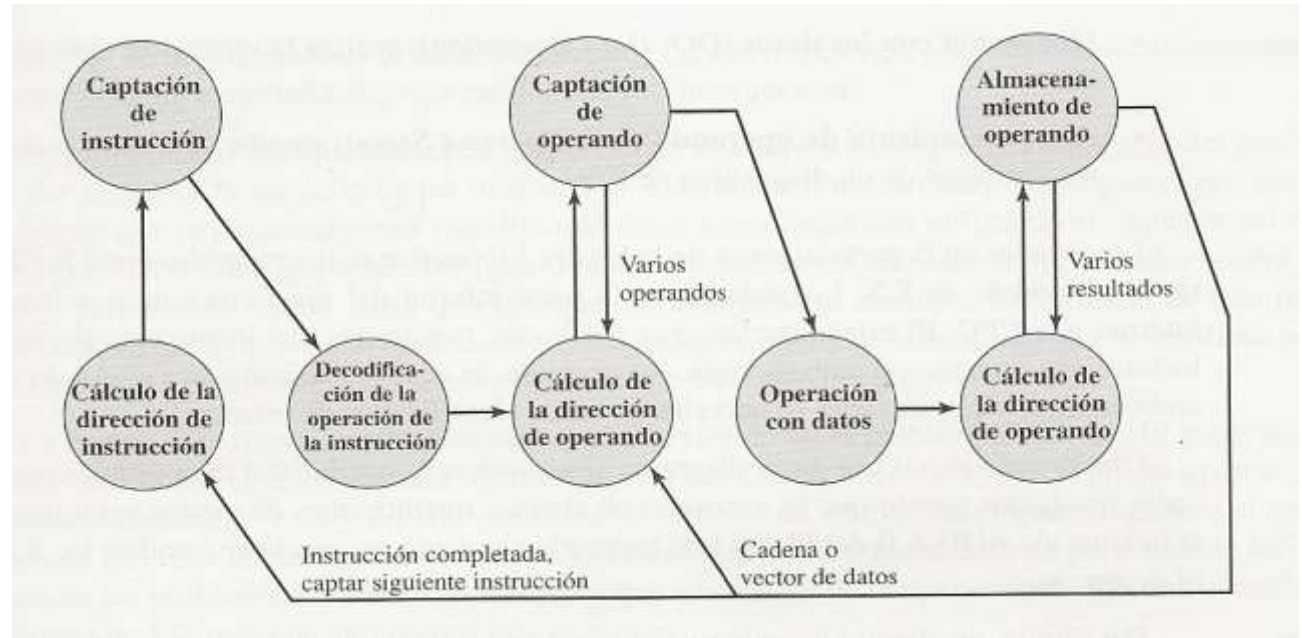 Captación
de
instrucción
Captación
de
operando
Almacena-
miento de
operando
Varios
operandos
Varios
resultados
Cálculo de la
dirección de
instrucción
Decodifica-
ción de la
operación de
la instrucción
Cálculo de
la dirección
de operando
Operación
con datos
Cálculo de
la dirección
de operando
Instrucción completada,
captar siguiente instrucción
Cadena o
vector de datos